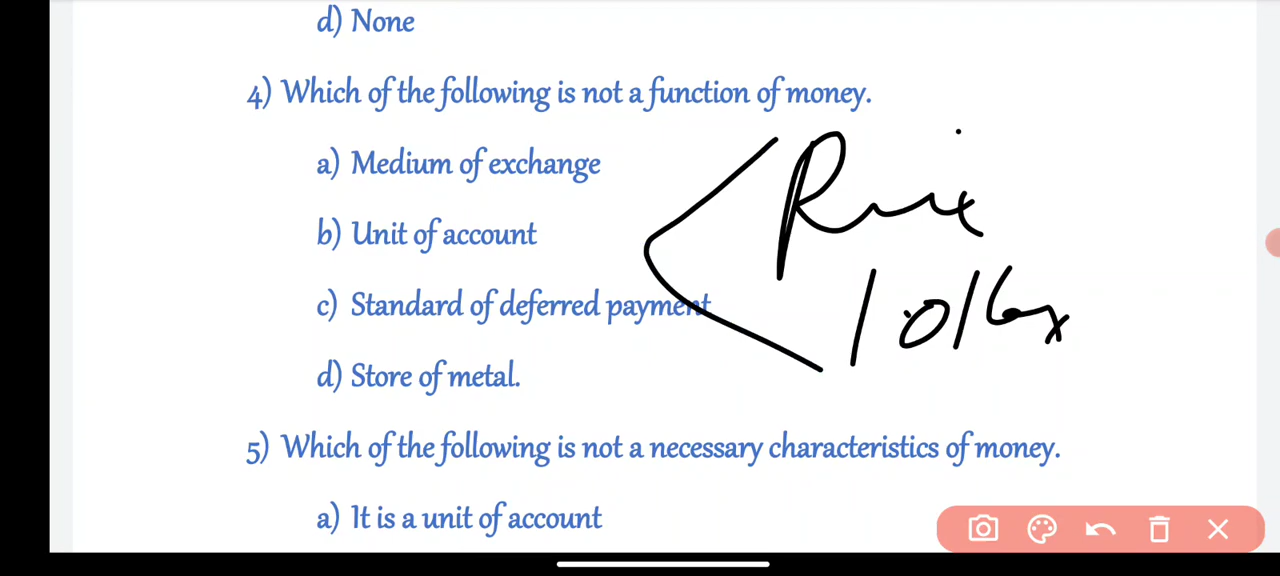 d) None
4) Which of the following is not a function of money.
a) Medium of exchange
b) Unit of account
c) Standard of deferred payment
d) Store of metal.
5) Which of the following is not a necessary characteristics of money.
a) It is a unit of account